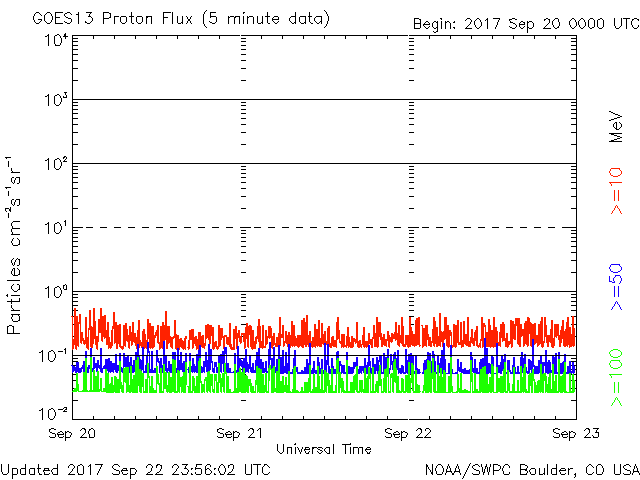 GOES13 Proton Flux (5 minute data)
Begin: 2017 Sep 20 0000 UTC
10⁴
10³
10²
10¹
10⁰
10⁻¹
10⁻²
Particles cm⁻²s⁻¹sr⁻¹
MeV
>=10
>=50
>=100
Sep 20
Sep 21
Sep 22
Sep 23
Universal Time
Updated 2017 Sep 22 23:56:02 UTC
NOAA/SWPC Boulder, CO USA